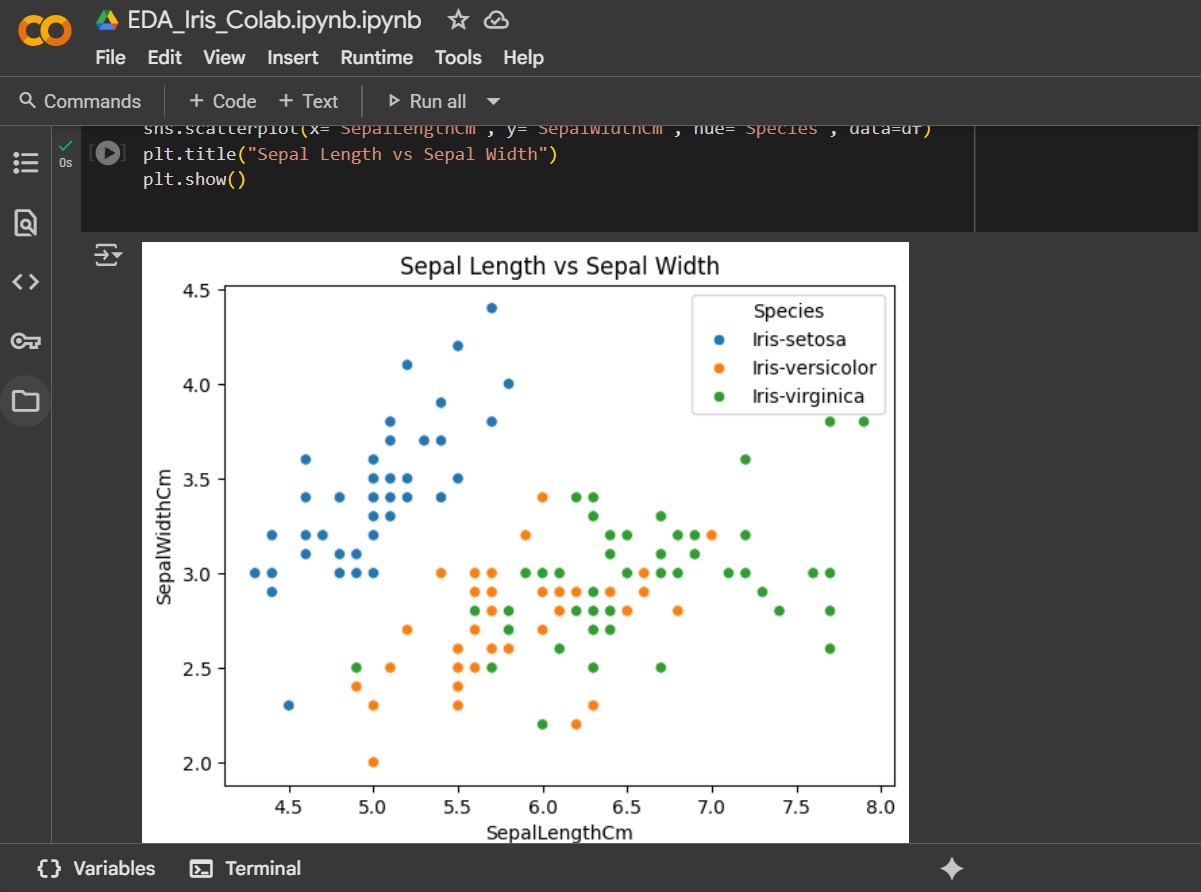 EDA_Iris_Colab.ipynb.ipynb
File Edit View Insert Runtime Tools Help
Commands + Code + Text Run all
sns.scatterplot(x="SepalLengthCm", y="SepalWidthCm", hue="Species", data=df)
0s
plt.title("Sepal Length vs Sepal Width")
plt.show()
Sepal Length vs Sepal Width
Species
Iris-setosa
Iris-versicolor
Iris-virginica
SepalWidthCm
4.5
4.0
3.5
3.0
2.5
2.0
4.5 5.0 5.5 6.0 6.5 7.0 7.5 8.0
SepalLengthCm
Variables Terminal